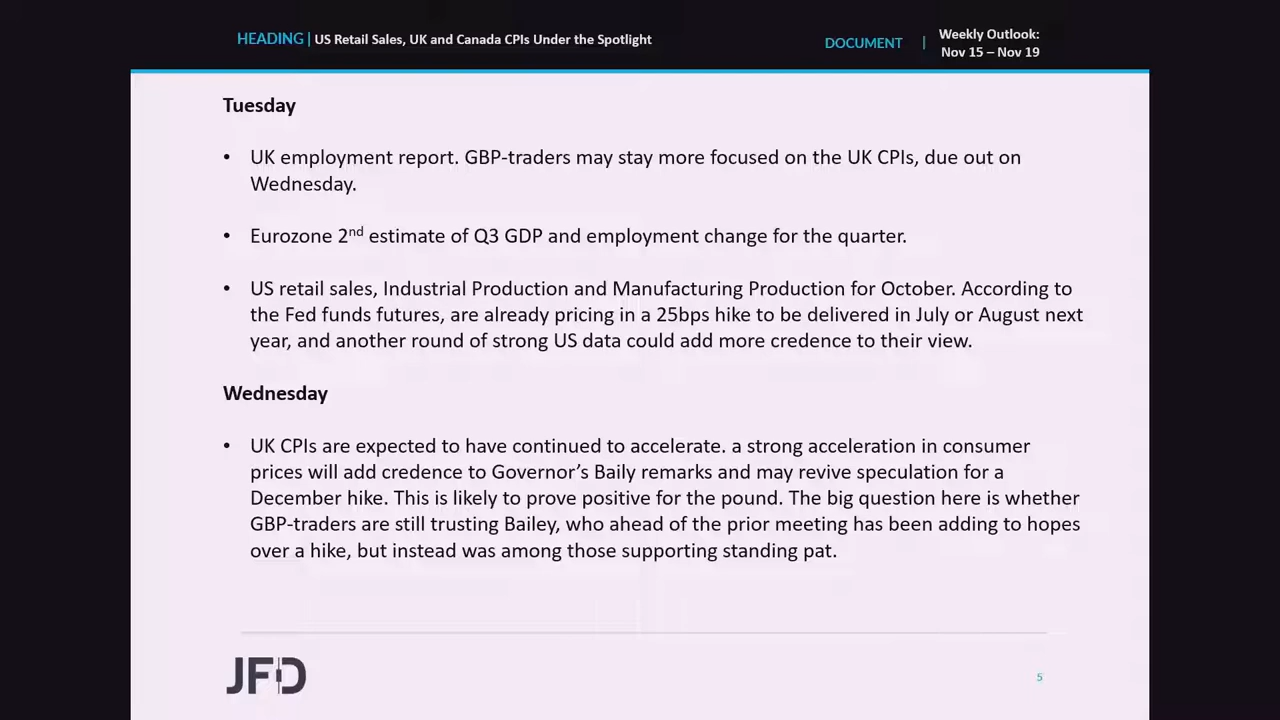 HEADING | US Retail Sales, UK and Canada CPIs Under the Spotlight
DOCUMENT | Weekly Outlook:
Nov 15 – Nov 19
Tuesday
• UK employment report. GBP-traders may stay more focused on the UK CPIs, due out on
Wednesday.
• Eurozone 2nd estimate of Q3 GDP and employment change for the quarter.
• US retail sales, Industrial Production and Manufacturing Production for October. According to
the Fed funds futures, are already pricing in a 25bps hike to be delivered in July or August next
year, and another round of strong US data could add more credence to their view.
Wednesday
• UK CPIs are expected to have continued to accelerate. a strong acceleration in consumer
prices will add credence to Governor’s Baily remarks and may revive speculation for a
December hike. This is likely to prove positive for the pound. The big question here is whether
GBP-traders are still trusting Bailey, who ahead of the prior meeting has been adding to hopes
over a hike, but instead was among those supporting standing pat.
JFD
5